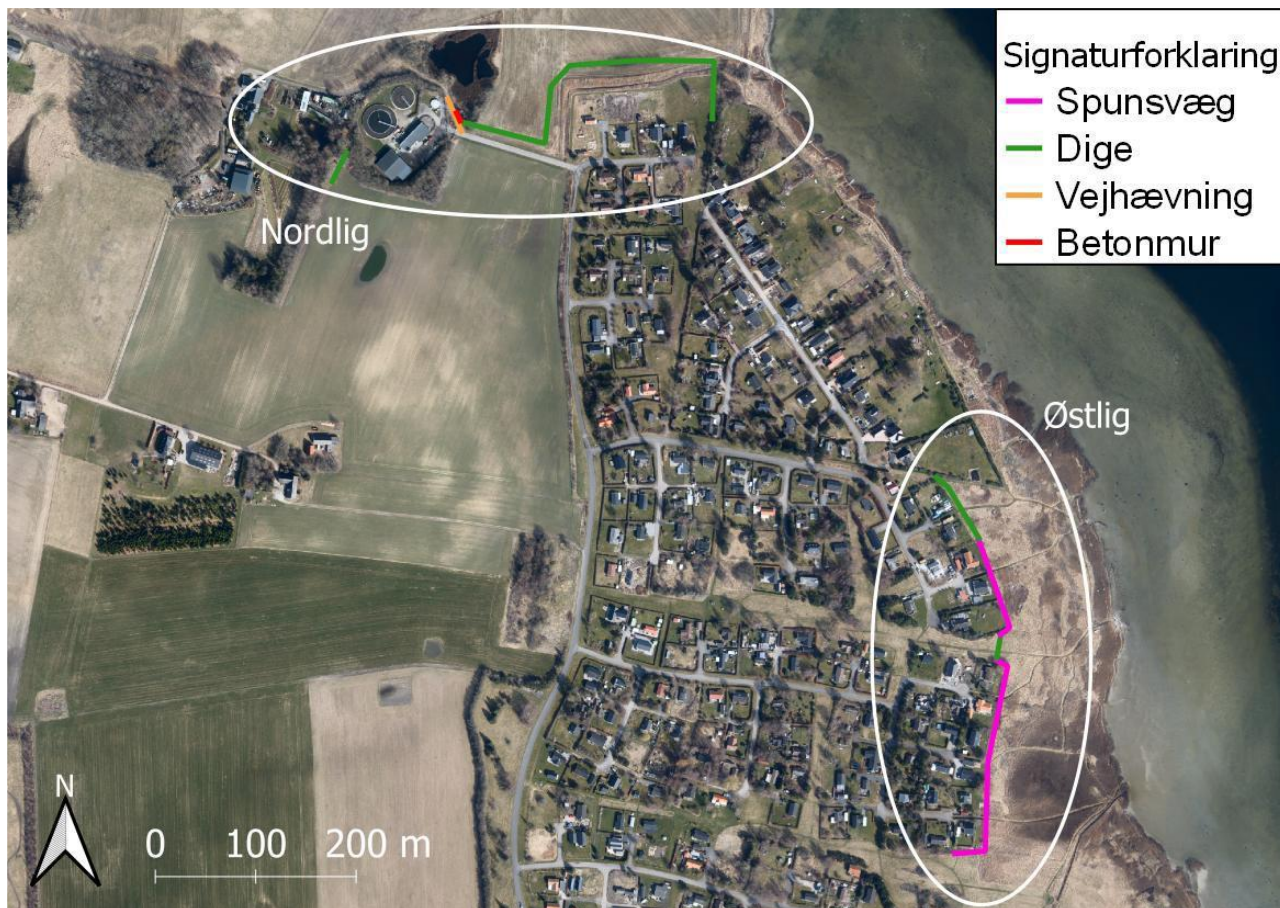 Signaturforklaring
Spunsvæg
Dige
Vejhævning
Betonmur
Nordlig
Østlig
N
0 100 200 m